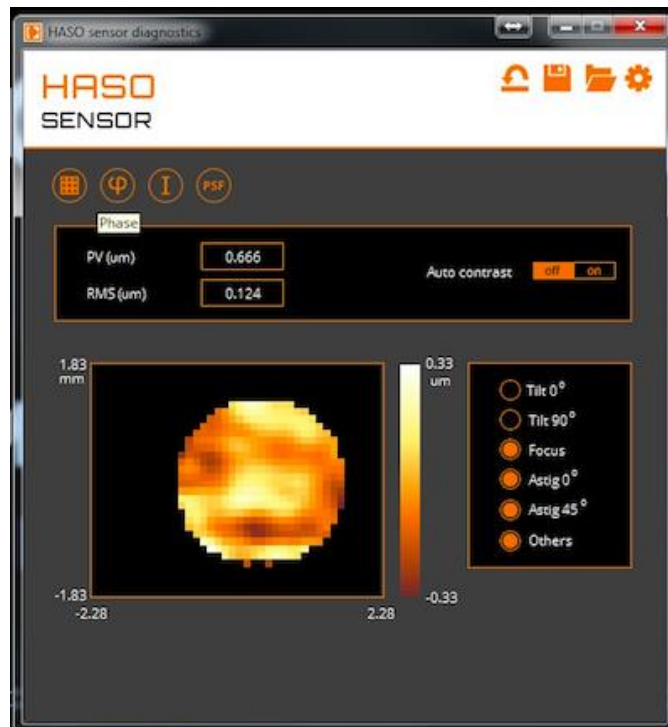 HASO sensor diagnostics
HASO
SENSOR
φ I PSF
Phase
PV (um) 0.666
Auto contrast off on
RMS (um) 0.124
1.83
mm
0.33
um
Tilt 0°
Tilt 90°
Focus
Astig 0°
Astig 45°
Others
-1.83
-0.33
-2.28 2.28